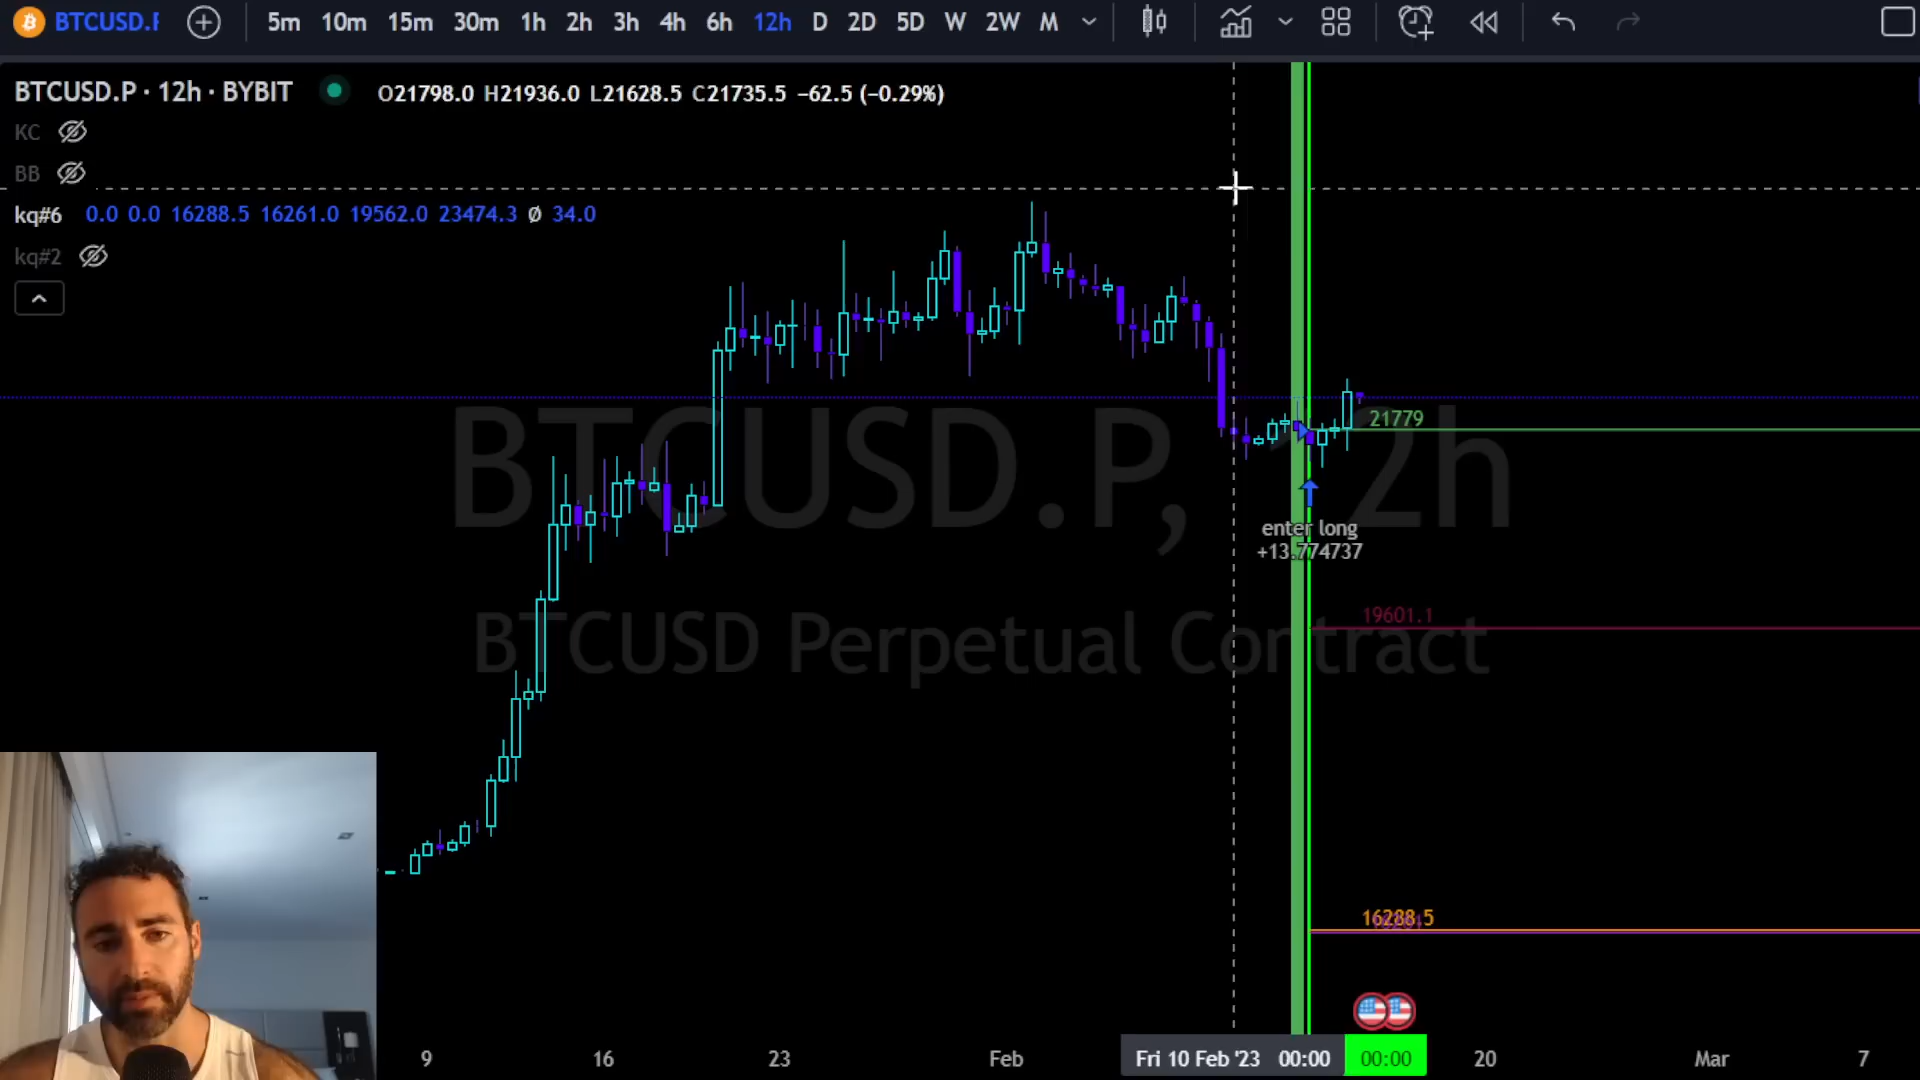 BTCUSD.P 5m 10m 15m 30m 1h 2h 3h 4h 6h 12h D 2D 5D W 2W M
BTCUSD.P · 12h · BYBIT O21798.0 H21936.0 L21628.5 C21735.5 −62.5 (−0.29%)
KC
BB
kq#6 0.0 0.0 16288.5 16261.0 19562.0 23474.3 Ø 34.0
kq#2
21779
BTCUSD.P, 12h
enter long
+13.774737
19601.1
BTCUSD Perpetual Contract
16288.5
9 16 23 Feb Fri 10 Feb '23 00:00 00:00 20 Mar 7